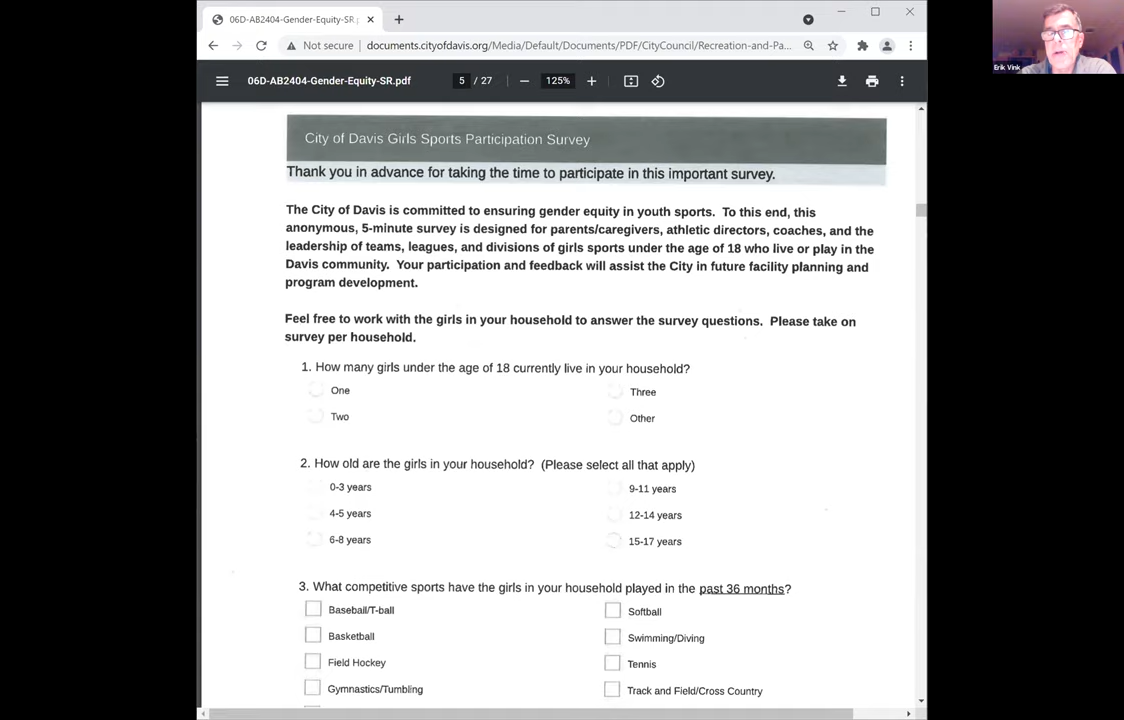 06D-AB2404-Gender-Equity-SR.
Not secure
documents.cityofdavis.org/Media/Default/Documents/PDF/CityCouncil/Recreation-and-Pa...
06D-AB2404-Gender-Equity-SR.pdf
5 / 27
125%
Erik Vink
City of Davis Girls Sports Participation Survey
Thank you in advance for taking the time to participate in this important survey.
The City of Davis is committed to ensuring gender equity in youth sports. To this end, this
anonymous, 5-minute survey is designed for parents/caregivers, athletic directors, coaches, and the
leadership of teams, leagues, and divisions of girls sports under the age of 18 who live or play in the
Davis community. Your participation and feedback will assist the City in future facility planning and
program development.
Feel free to work with the girls in your household to answer the survey questions. Please take on
survey per household.
1. How many girls under the age of 18 currently live in your household?
One
Three
Two
Other
2. How old are the girls in your household? (Please select all that apply)
0-3 years
9-11 years
4-5 years
12-14 years
6-8 years
15-17 years
3. What competitive sports have the girls in your household played in the past 36 months?
Baseball/T-ball
Softball
Basketball
Swimming/Diving
Field Hockey
Tennis
Gymnastics/Tumbling
Track and Field/Cross Country